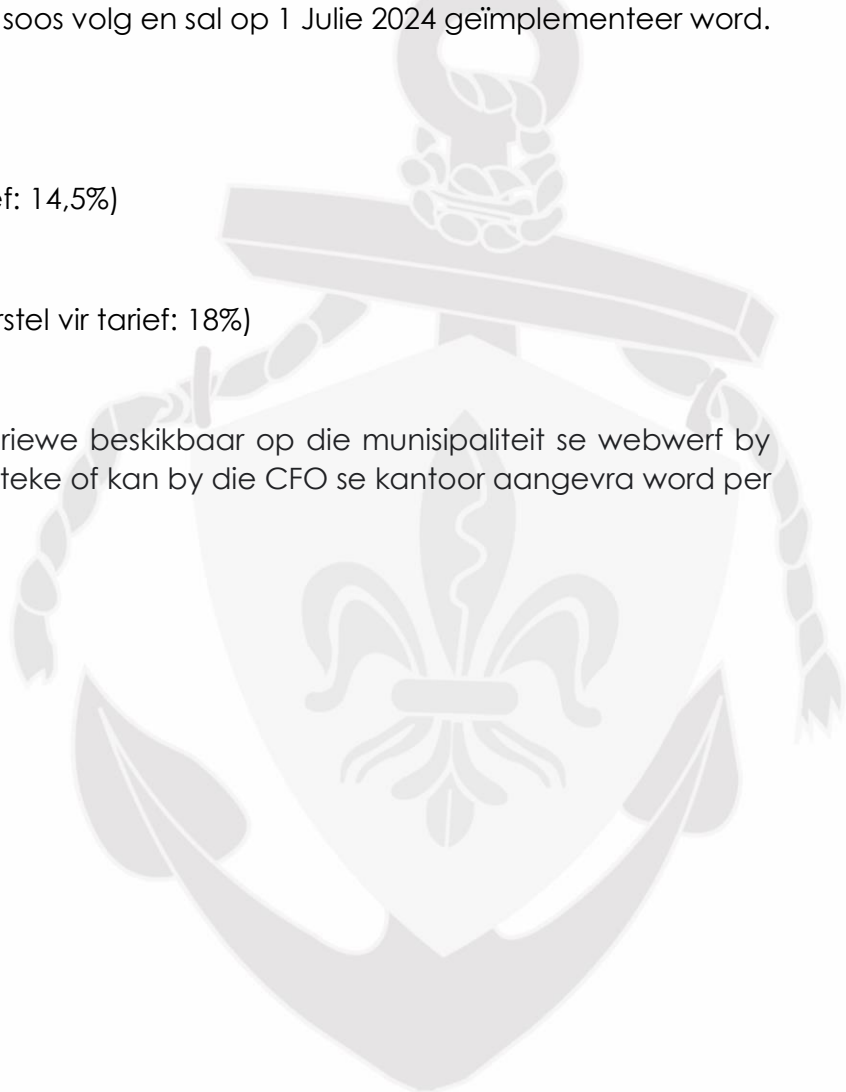 soos volg en sal op 1 Julie 2024 geïmplementeer word.
ef: 14,5%)
rstel vir tarief: 18%)
riewe beskikbaar op die munisipaliteit se webwerf by
teke of kan by die CFO se kantoor aangevra word per